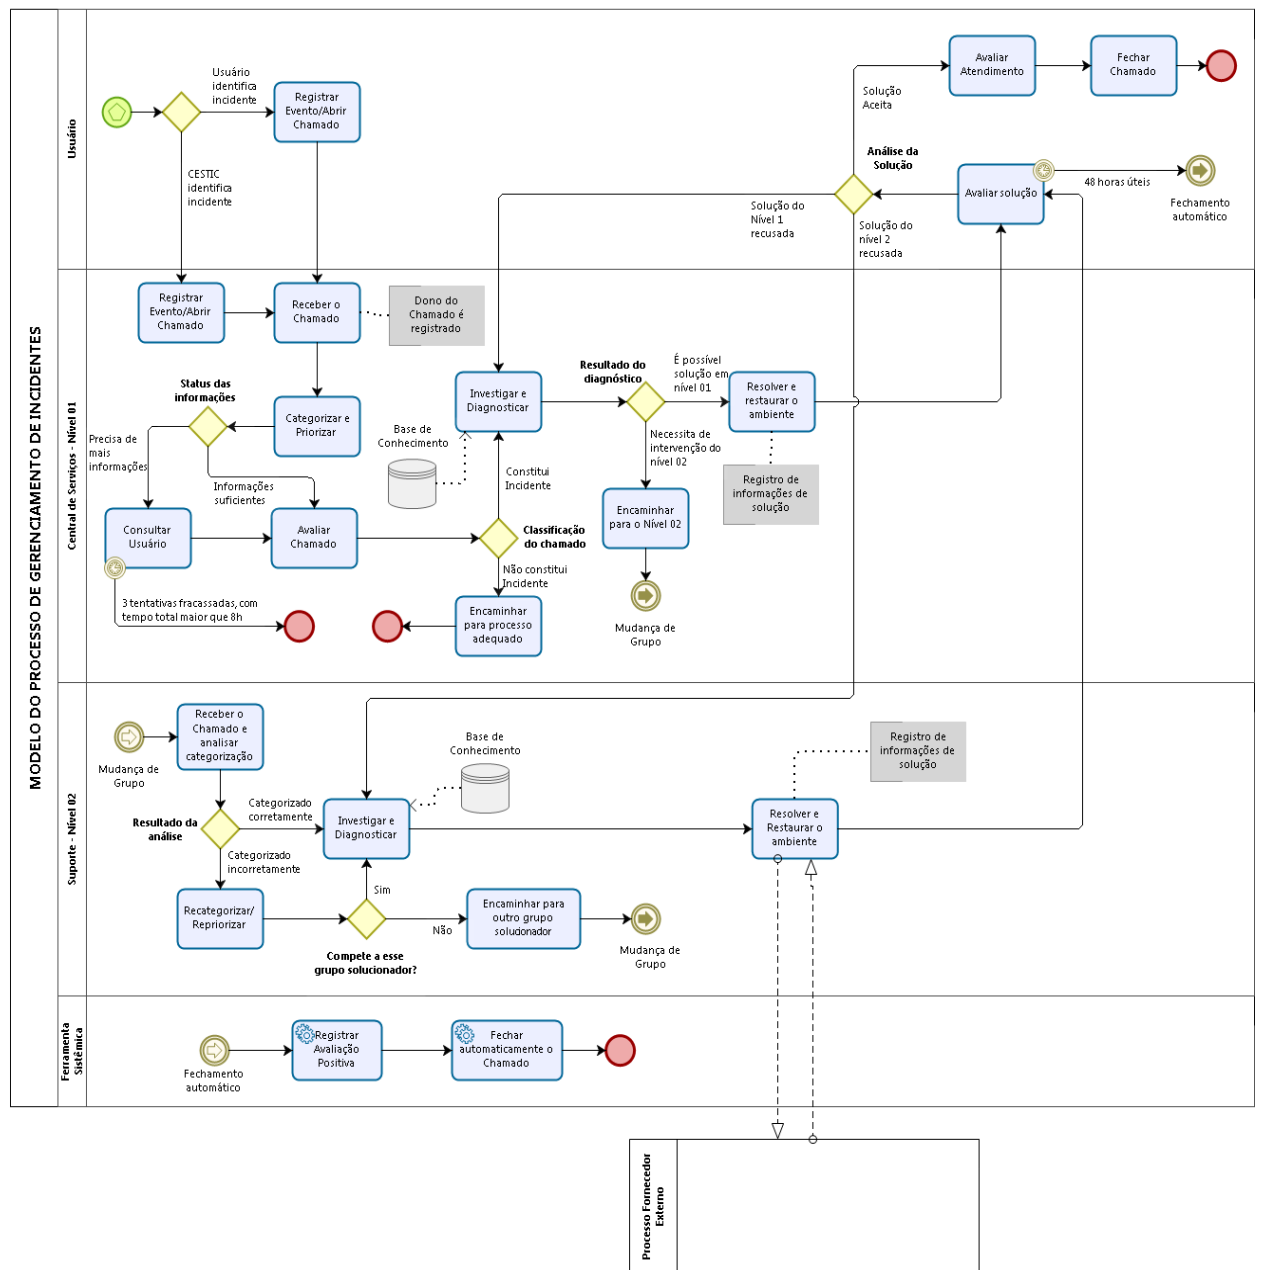 MODELO DO PROCESSO DE GERENCIAMENTO DE INCIDENTES
Usuário
Usuário
identifica
incidente
Registrar
Evento/Abrir
Chamado
CESTIC
identifica
incidente
Avaliar
Atendimento
Fechar
Chamado
Solução
Aceita
Análise da
Solução
Avaliar solução
48 horas úteis
Fechamento
automático
Solução do
Nível 1
recusada
Solução do
nível 2
recusada
Central de Serviços - Nível 01
Registrar
Evento/Abrir
Chamado
Receber o
Chamado
Dono do
Chamado é
registrado
Status das
informações
Categorizar e
Priorizar
Precisa de
mais
informações
Informações
suficientes
Consultar
Usuário
Avaliar
Chamado
3 tentativas fracassadas, com
tempo total maior que 8h
Base de
Conhecimento
Investigar e
Diagnosticar
Constitui
Incidente
Classificação
do chamado
Não constitui
Incidente
Encaminhar
para processo
adequado
Resultado do
diagnóstico
É possível
solução em
nível 01
Resolver e
restaurar o
ambiente
Necessita de
intervenção do
nível 02
Registro de
informações de
solução
Encaminhar
para o Nível 02
Mudança de
Grupo
Suporte - Nível 02
Mudança de
Grupo
Receber o
Chamado e
analisar
categorização
Resultado da
análise
Categorizado
corretamente
Categorizado
incorretamente
Recategorizar/
Repriorizar
Investigar e
Diagnosticar
Base de
Conhecimento
Sim
Não
Compete a esse
grupo solucionador?
Encaminhar para
outro grupo
solucionador
Mudança de
Grupo
Registro de
informações de
solução
Resolver e
Restaurar o
ambiente
Ferramenta
Sistêmica
Fechamento
automático
Registrar
Avaliação
Positiva
Fechar
automaticamente o
Chamado
Processo Fornecedor
Externo